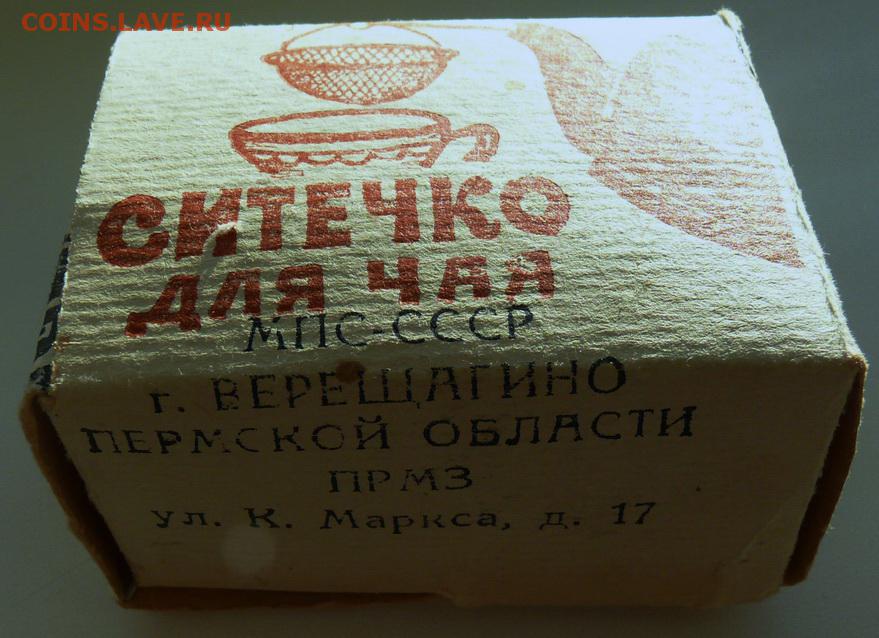 COINS.LAVE.RU
СИТЕЧКО
ДЛЯ ЧАЯ
МПС-СССР
г. ВЕРЕЩАГИНО
ПЕРМСКОЙ ОБЛАСТИ
ПРМЗ
ул. К. Маркса, д. 17